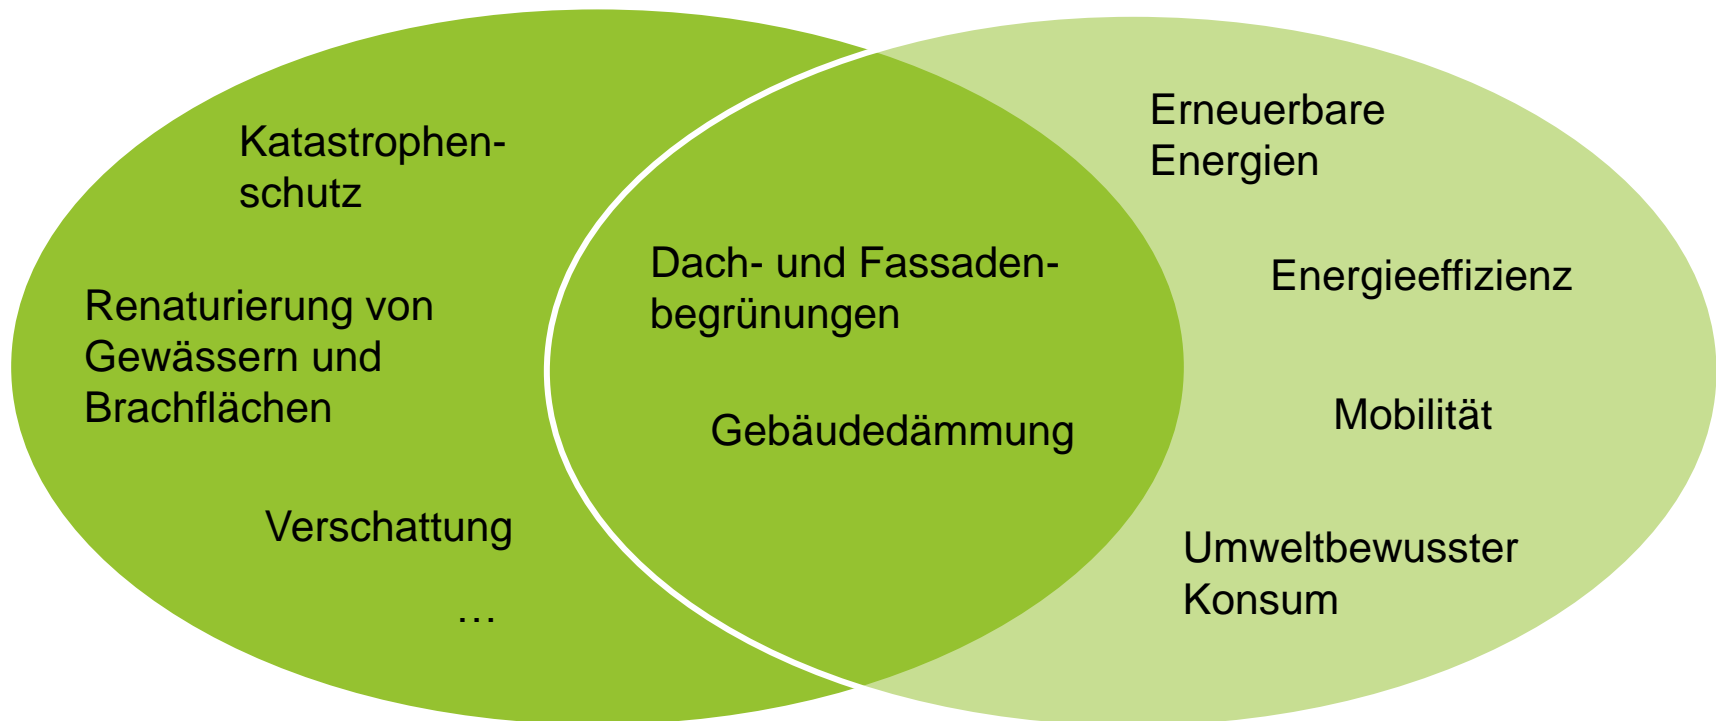 Katastrophen-
schutz
Renaturierung von
Gewässern und
Brachflächen
Verschattung
…
Dach- und Fassaden-
begrünungen
Gebäudedämmung
Erneuerbare
Energien
Energieeffizienz
Mobilität
Umweltbewusster
Konsum